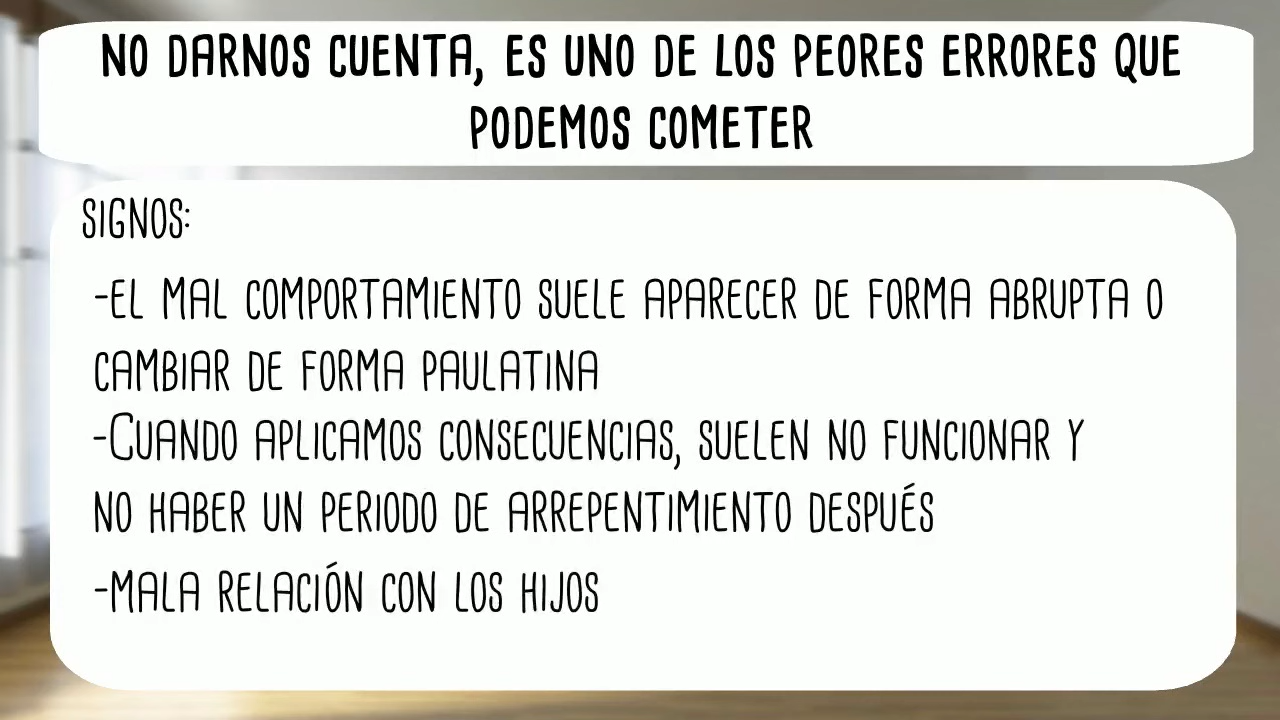 NO DARNOS CUENTA, ES UNO DE LOS PEORES ERRORES QUE
PODEMOS COMETER
SIGNOS:
-EL MAL COMPORTAMIENTO SUELE APARECER DE FORMA ABRUPTA O
CAMBIAR DE FORMA PAULATINA
-CUANDO APLICAMOS CONSECUENCIAS, SUELEN NO FUNCIONAR Y
NO HABER UN PERIODO DE ARREPENTIMIENTO DESPUÉS
-MALA RELACIÓN CON LOS HIJOS